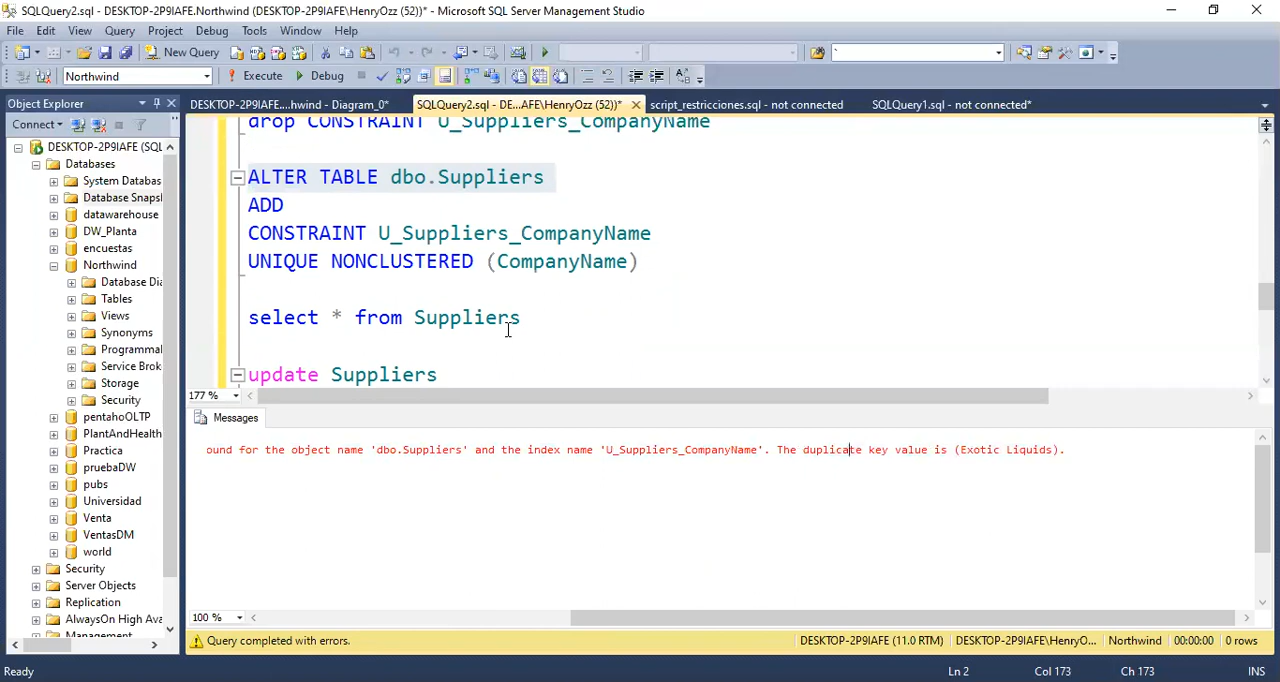 SQLQuery2.sql - DESKTOP-2P9IAFE.Northwind (DESKTOP-2P9IAFE\HenryOzz (52))* - Microsoft SQL Server Management Studio
File Edit View Query Project Debug Tools Window Help
New Query
Northwind Execute Debug
Object Explorer
DESKTOP-2P9IAFE....hwind - Diagram_0* SQLQuery2.sql - DE...AFE\HenryOzz (52))* script_restricciones.sql - not connected SQLQuery1.sql - not connected*
Connect
DESKTOP-2P9IAFE (SQL
Databases
System Databas
Database Snapsh
datawarehouse
DW_Planta
encuestas
Northwind
Database Dia
Tables
Views
Synonyms
Programmal
Service Brok
Storage
Security
pentahoOLTP
PlantAndHealth
Practica
pruebaDW
pubs
Universidad
Venta
VentasDM
world
Security
Server Objects
Replication
AlwaysOn High Ava
Management
drop CONSTRAINT U_Suppliers_CompanyName
ALTER TABLE dbo.Suppliers
ADD
CONSTRAINT U_Suppliers_CompanyName
UNIQUE NONCLUSTERED (CompanyName)
select * from Suppliers
update Suppliers
177 %
Messages
ound for the object name 'dbo.Suppliers' and the index name 'U_Suppliers_CompanyName'. The duplicate key value is (Exotic Liquids).
100 %
Query completed with errors. DESKTOP-2P9IAFE (11.0 RTM) DESKTOP-2P9IAFE\HenryO... Northwind 00:00:00 0 rows
Ready Ln 2 Col 173 Ch 173 INS